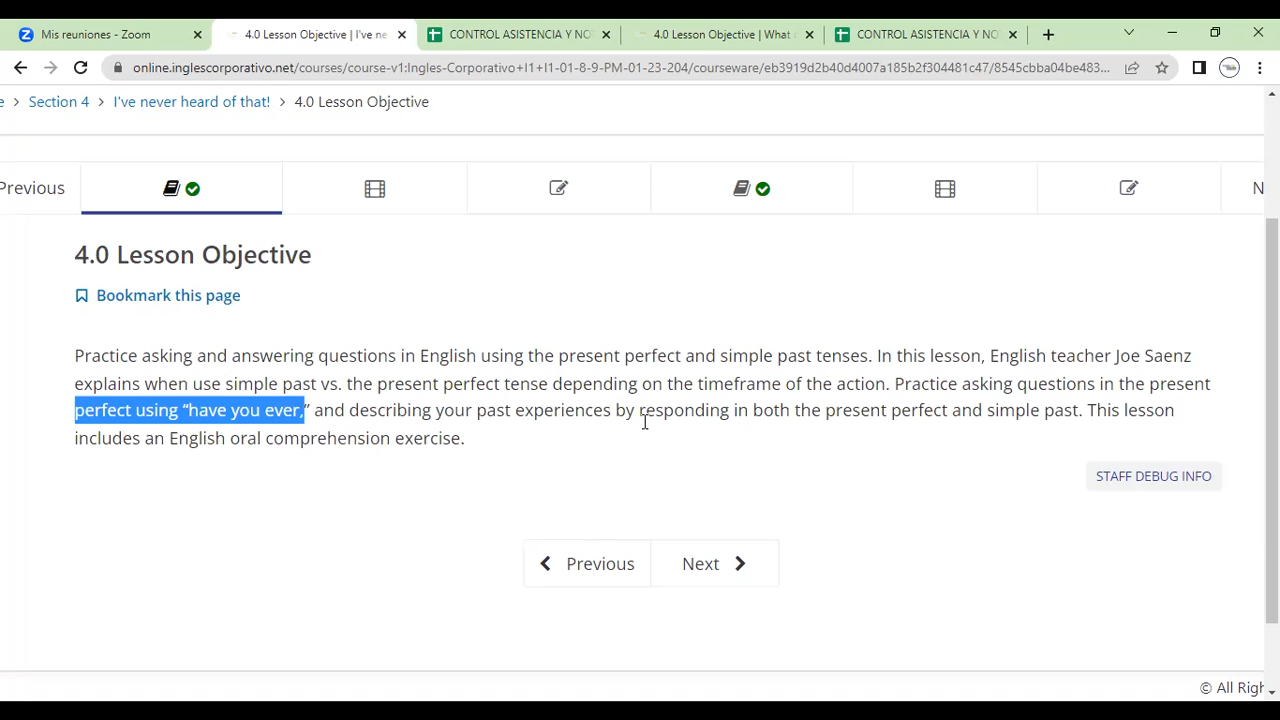 Mis reuniones - Zoom
4.0 Lesson Objective | I've ne
CONTROL ASISTENCIA Y NO
4.0 Lesson Objective | What
CONTROL ASISTENCIA Y NO
online.inglescorporativo.net/courses/course-v1:Ingles-Corporativo+I1+I1-01-8-9-PM-01-23-204/courseware/eb3919d2b40d4007a185b2f304481c47/8545cbba04be483...
e > Section 4 > I've never heard of that! > 4.0 Lesson Objective
Previous
N
4.0 Lesson Objective
Bookmark this page
Practice asking and answering questions in English using the present perfect and simple past tenses. In this lesson, English teacher Joe Saenz
explains when use simple past vs. the present perfect tense depending on the timeframe of the action. Practice asking questions in the present
perfect using “have you ever,” and describing your past experiences by responding in both the present perfect and simple past. This lesson
includes an English oral comprehension exercise.
STAFF DEBUG INFO
Previous
Next
© All Righ